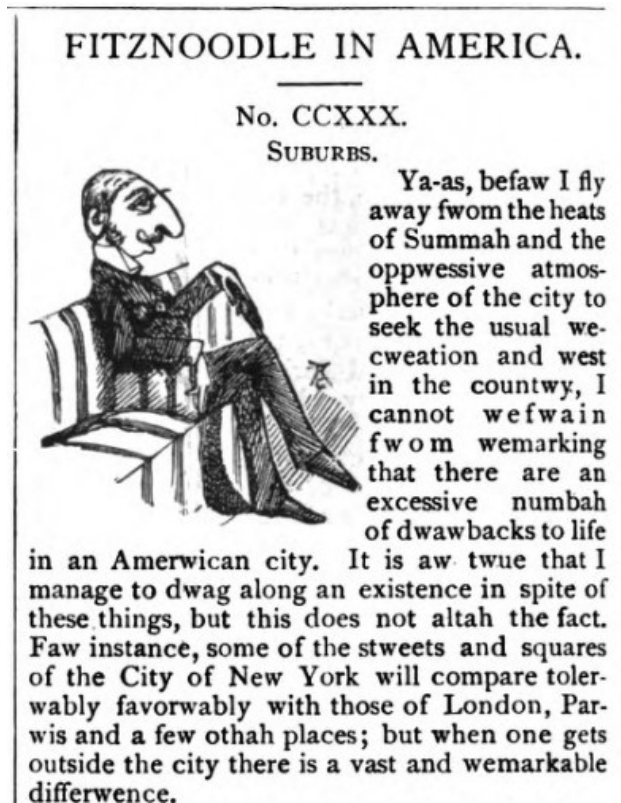 FITZNOODLE IN AMERICA.
No. CCXXX.
SUBURBS.
Ya-as, befaw I fly
away fwom the heats
of Summah and the
oppwessive atmos-
phere of the city to
seek the usual we-
cweation and west
in the countwy, I
cannot wefwain
fwom wemarking
that there are an
excessive numbah
of dwawbacks to life
in an Amerwican city. It is aw twue that I
manage to dwag along an existence in spite of
these things, but this does not altah the fact.
Faw instance, some of the stweets and squares
of the City of New York will compare toler-
wably favorwably with those of London, Par-
wis and a few othah places; but when one gets
outside the city there is a vast and wemarkable
differwence.